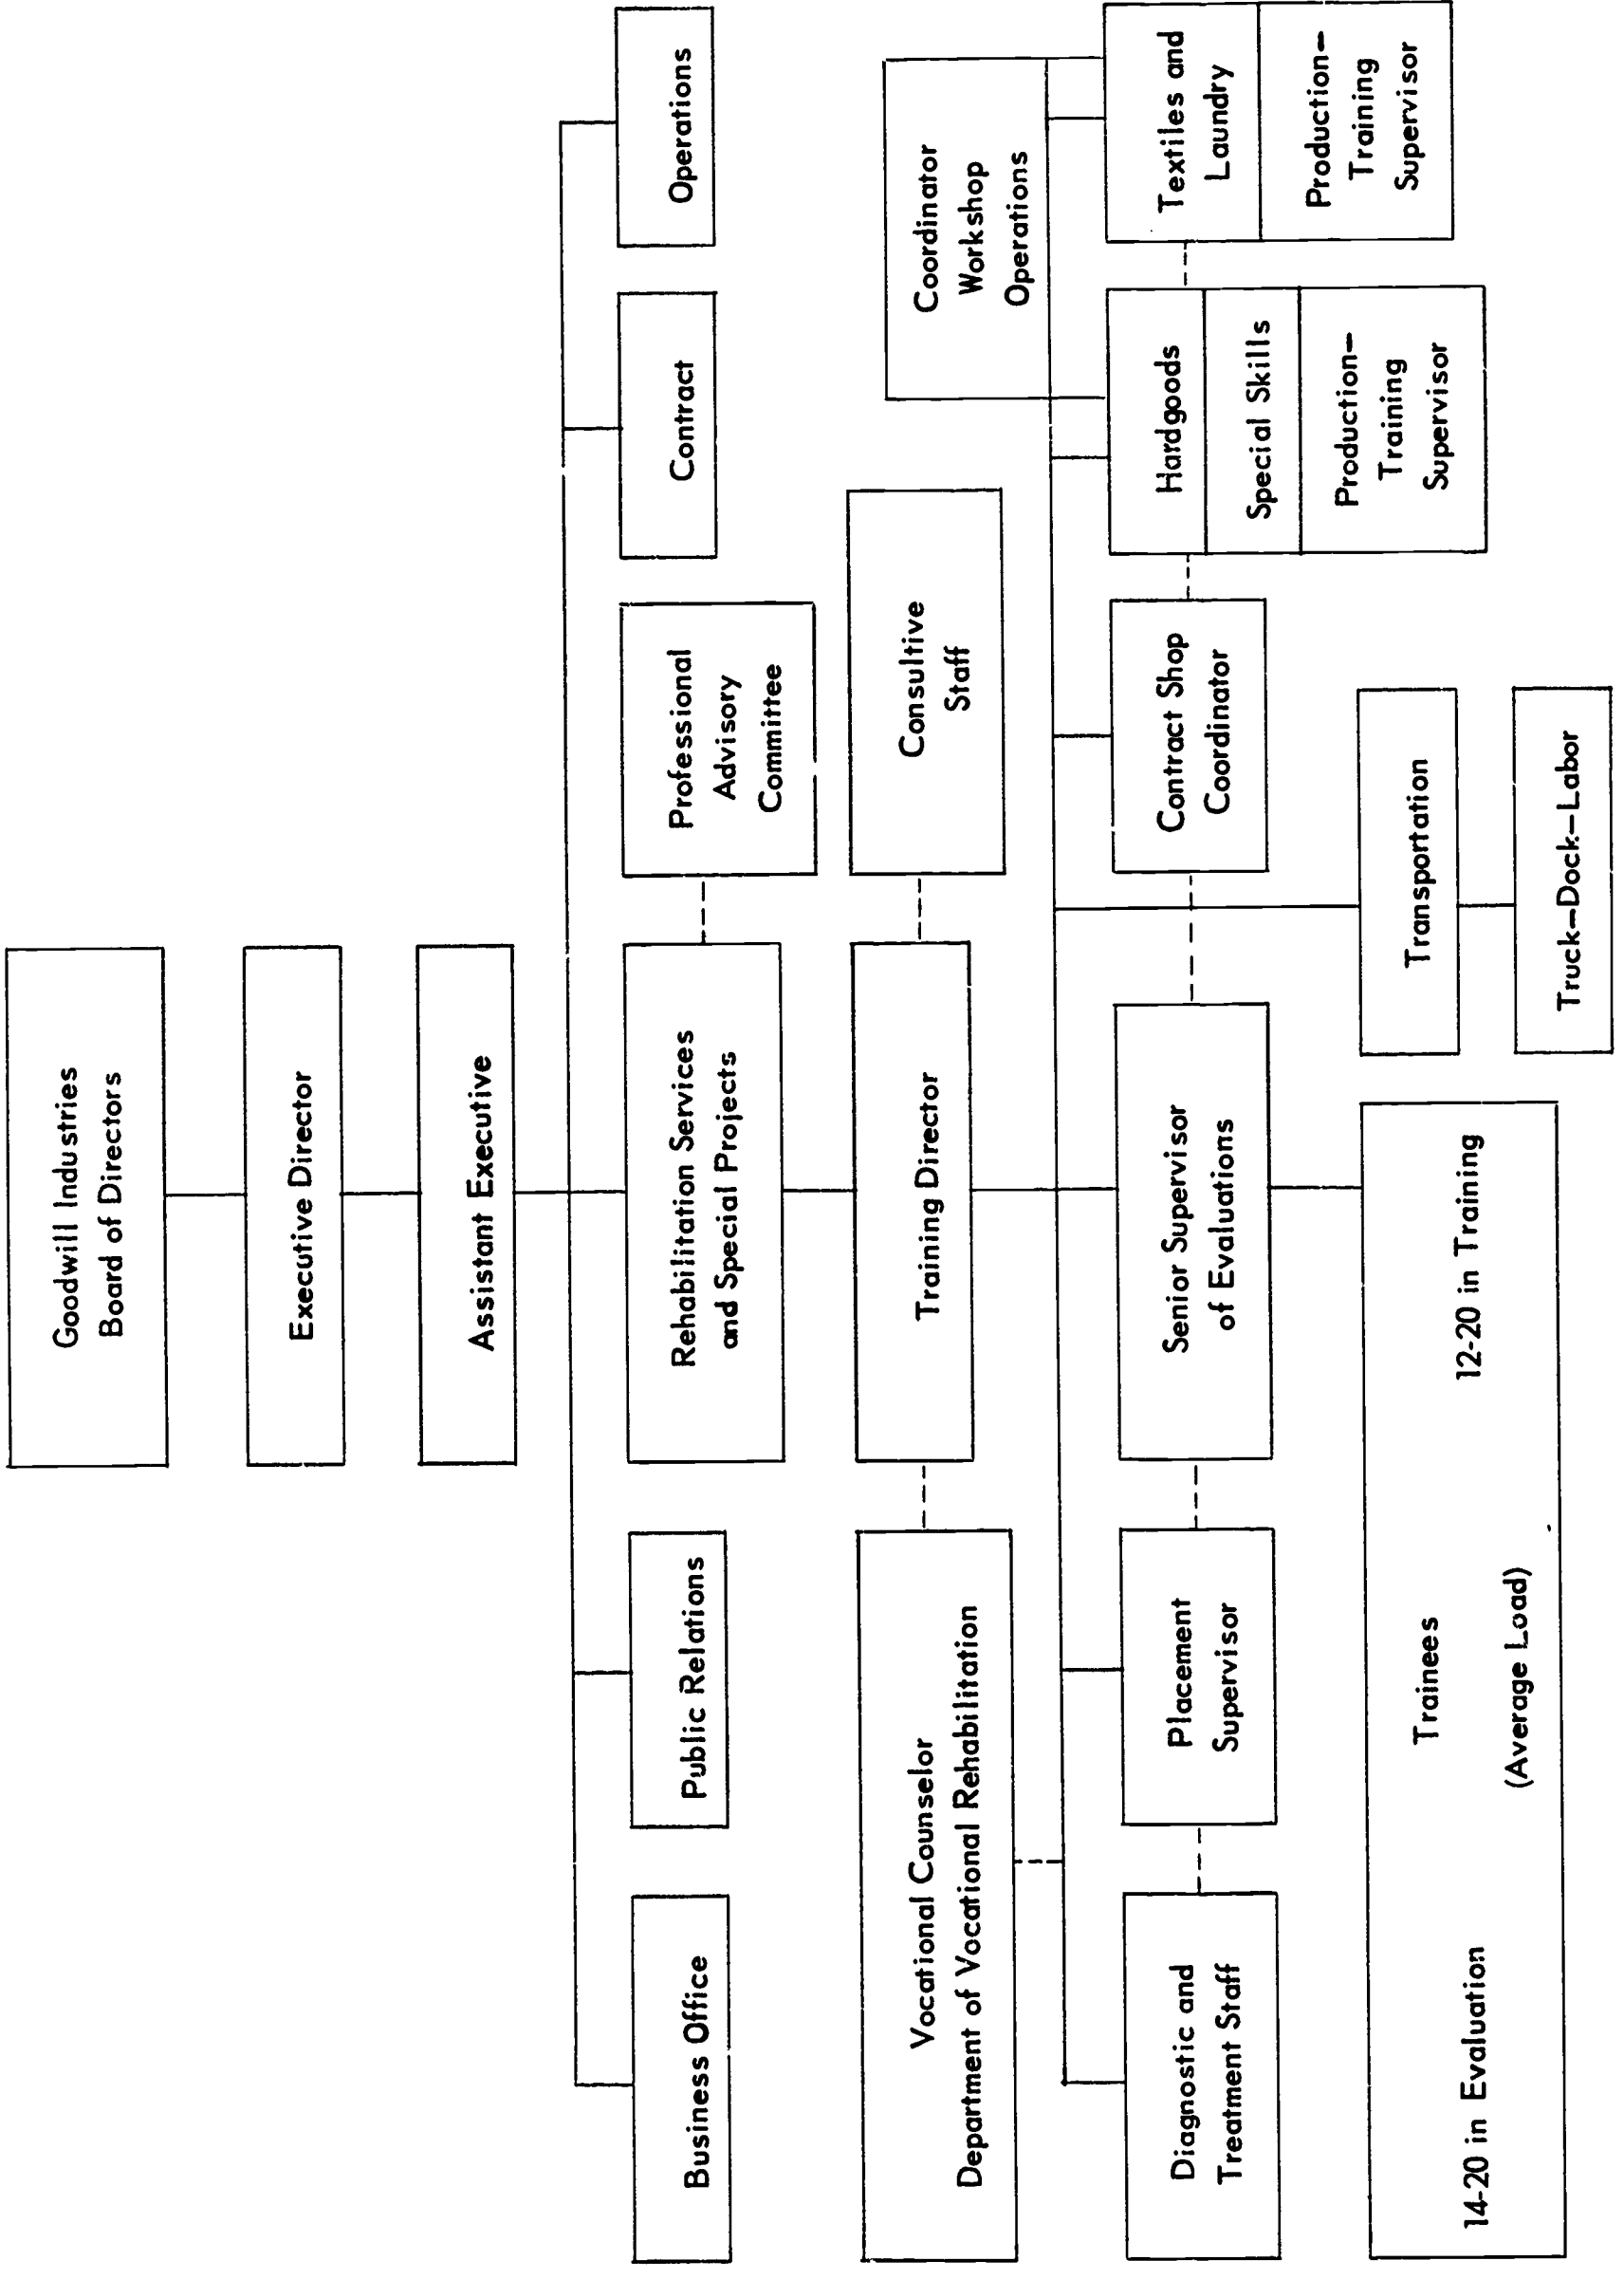 Goodwill Industries
Board of Directors
Executive Director
Assistant Executive
Business Office
Public Relations
Rehabilitation Services
and Special Projects
Professional
Advisory
Committee
Contract
Operations
Vocational Counselor
Department of Vocational Rehabilitation
Training Director
Consultive
Staff
Coordinator
Workshop
Operations
Diagnostic and
Treatment Staff
Placement
Supervisor
Senior Supervisor
of Evaluations
Contract Shop
Coordinator
Hardgoods
Special Skills
Production—
Training
Supervisor
Textiles and
Laundry
Production—
Training
Supervisor
Trainees
14-20 in Evaluation
12-20 in Training
(Average Load)
Transportation
Truck—Dock—Labor